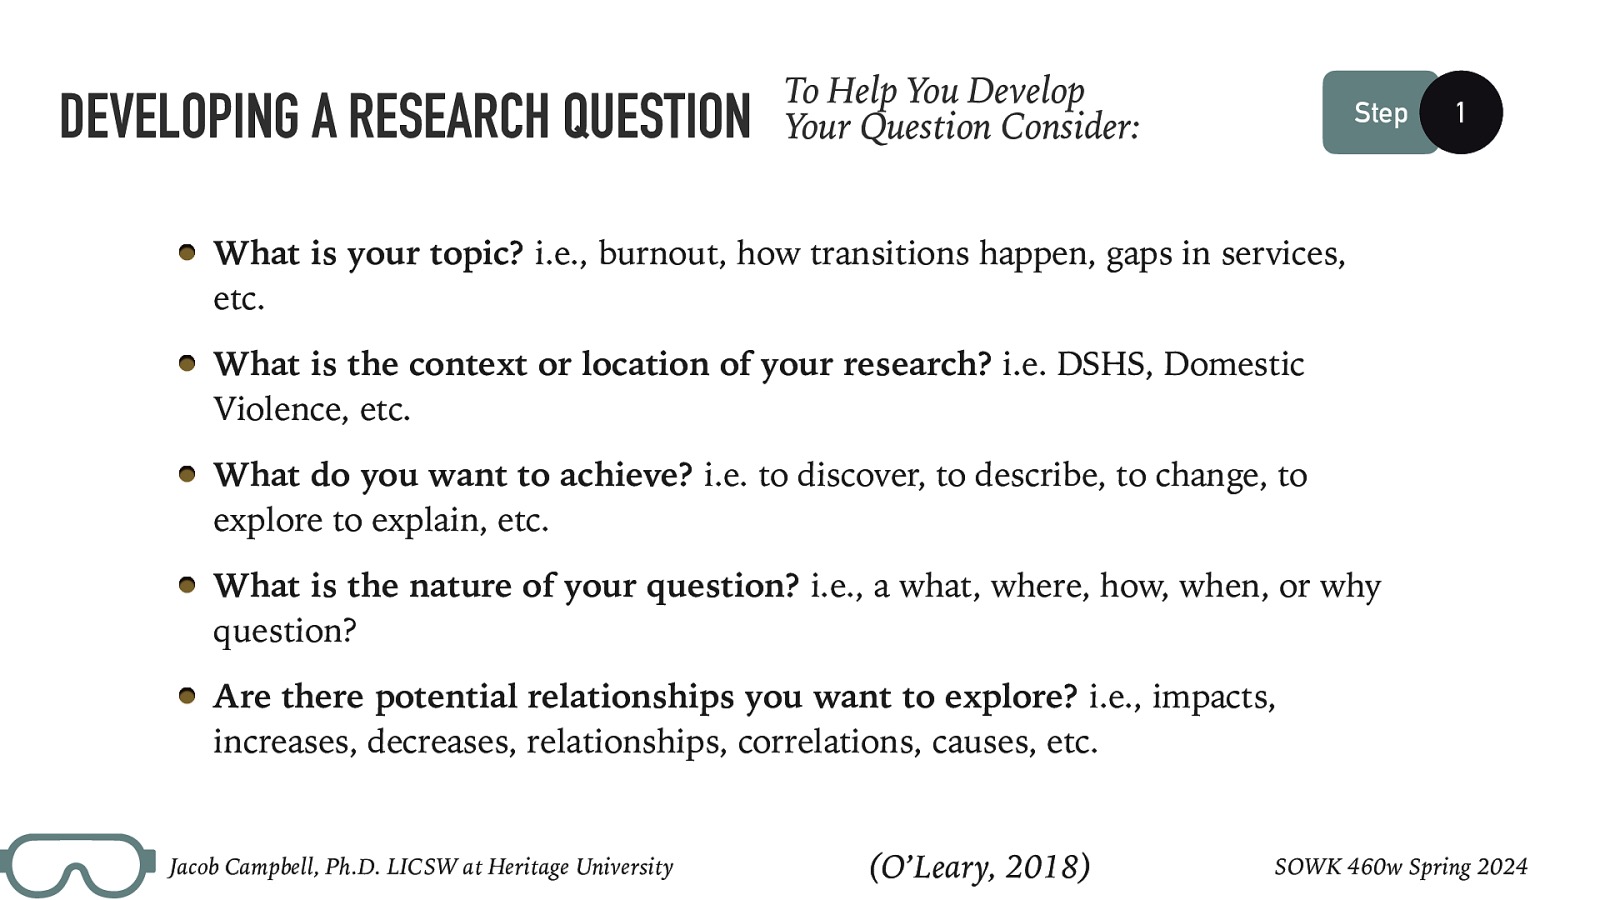 DEVELOPING A RESEARCH QUESTION
To Help You Develop
Your Question Consider:
Step 1
What is your topic? i.e., burnout, how transitions happen, gaps in services,
etc.
What is the context or location of your research? i.e. DSHS, Domestic
Violence, etc.
What do you want to achieve? i.e. to discover, to describe, to change, to
explore to explain, etc.
What is the nature of your question? i.e., a what, where, how, when, or why
question?
Are there potential relationships you want to explore? i.e., impacts,
increases, decreases, relationships, correlations, causes, etc.
Jacob Campbell, Ph.D. LICSW at Heritage University
(O’Leary, 2018)
SOWK 460w Spring 2024